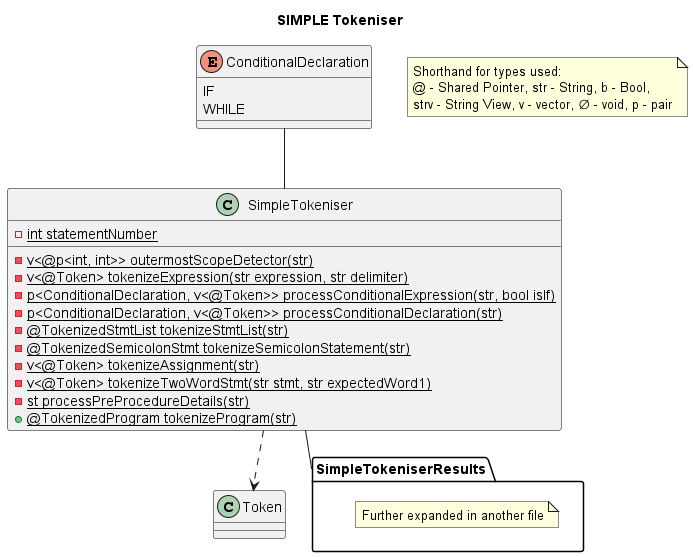 SIMPLE Tokeniser
E ConditionalDeclaration
IF
WHILE
Shorthand for types used:
@ - Shared Pointer, str - String, b - Bool,
strv - String View, v - vector, ∅ - void, p - pair
C SimpleTokeniser
int statementNumber
v<@p<int, int>> outermostScopeDetector(str)
v<@Token> tokenizeExpression(str expression, str delimiter)
p<ConditionalDeclaration, v<@Token>> processConditionalExpression(str, bool isIf)
p<ConditionalDeclaration, v<@Token>> processConditionalDeclaration(str)
@TokenizedStmtList tokenizeStmtList(str)
@TokenizedSemicolonStmt tokenizeSemicolonStatement(str)
v<@Token> tokenizeAssignment(str)
v<@Token> tokenizeTwoWordStmt(str stmt, str expectedWord1)
st processPreProcedureDetails(str)
@TokenizedProgram tokenizeProgram(str)
C Token
SimpleTokeniserResults
Further expanded in another file